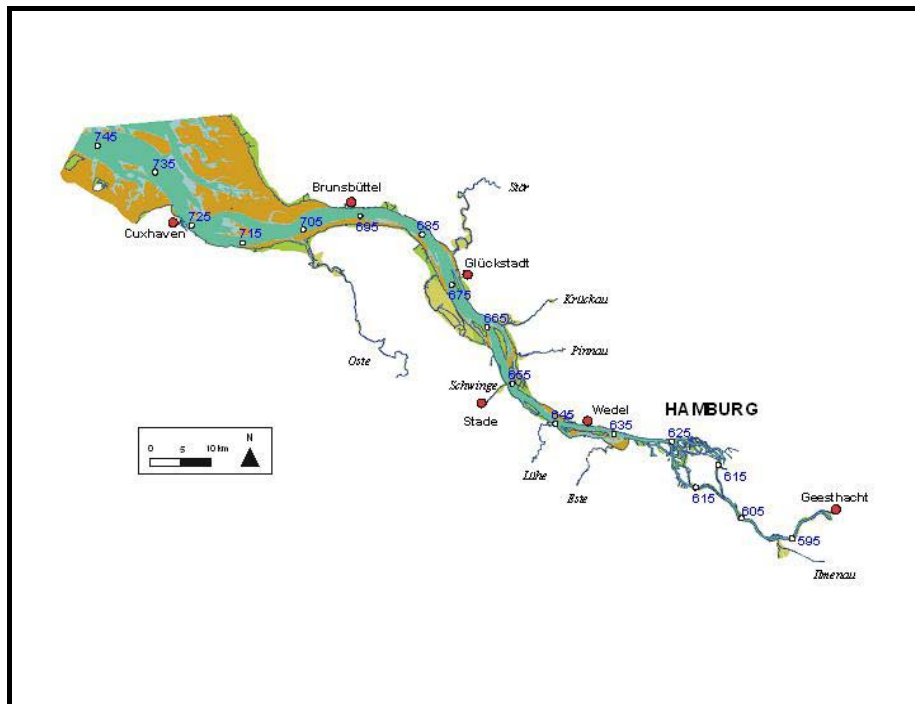 745
735
Brunsbüttel
Stör
725
Cuxhaven
715
705
695
685
Glückstadt
675
Krückau
665
Pinnau
Oste
655
Schwinge
Stade
645
Wedel
635
HAMBURG
625
615
615
Lühe
Este
605
Geesthacht
595
Ilmenau
N
0 5 10 km